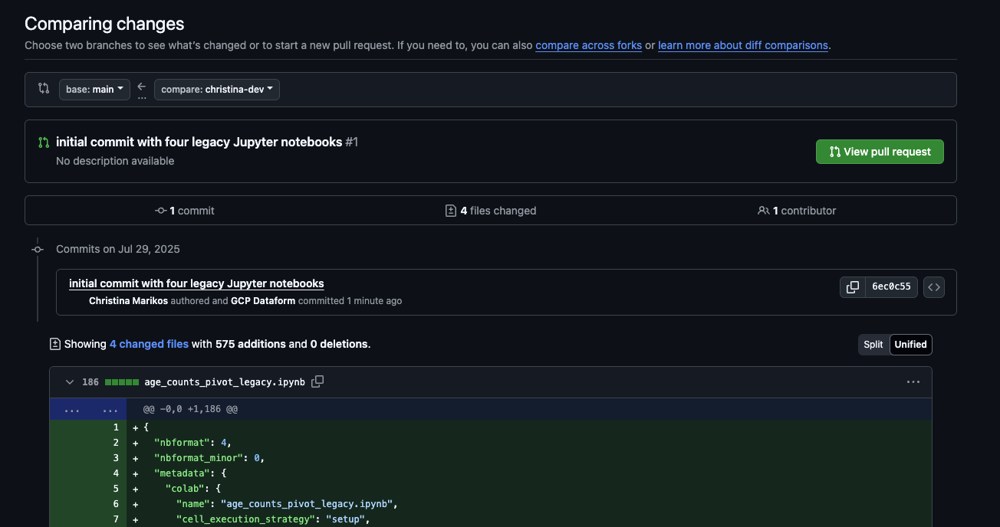 Comparing changes
Choose two branches to see what's changed or to start a new pull request. If you need to, you can also compare across forks or learn more about diff comparisons.
base: main ... compare: christina-dev
initial commit with four legacy Jupyter notebooks #1
No description available
View pull request
1 commit 4 files changed 1 contributor
Commits on Jul 29, 2025
initial commit with four legacy Jupyter notebooks
Christina Marikos authored and GCP Dataform committed 1 minute ago
6ec0c55
Showing 4 changed files with 575 additions and 0 deletions.
Split Unified
186 age_counts_pivot_legacy.ipynb
... ... @@ -0,0 +1,186 @@
1 + {
2 + "nbformat": 4,
3 + "nbformat_minor": 0,
4 + "metadata": {
5 + "colab": {
6 + "name": "age_counts_pivot_legacy.ipynb",
7 + "cell_execution_strategy": "setup",